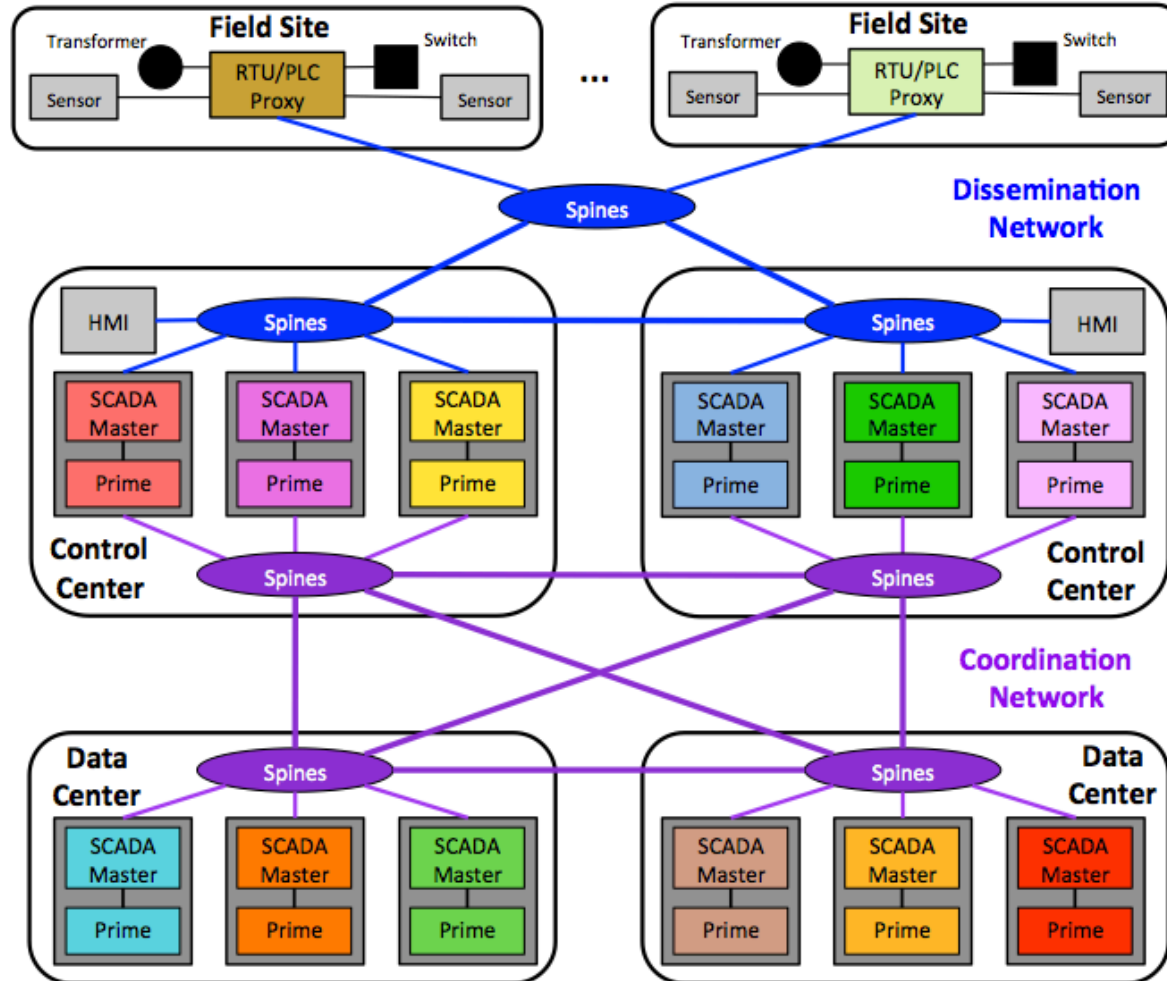 Field Site
Transformer
Switch
RTU/PLC
Proxy
Sensor
Sensor
...
Field Site
Transformer
Switch
RTU/PLC
Proxy
Sensor
Sensor
Spines
Dissemination
Network
HMI
Spines
Spines
HMI
SCADA
Master
Prime
SCADA
Master
Prime
SCADA
Master
Prime
SCADA
Master
Prime
SCADA
Master
Prime
SCADA
Master
Prime
Control
Center
Spines
Spines
Control
Center
Coordination
Network
Data
Center
Spines
Spines
Data
Center
SCADA
Master
Prime
SCADA
Master
Prime
SCADA
Master
Prime
SCADA
Master
Prime
SCADA
Master
Prime
SCADA
Master
Prime